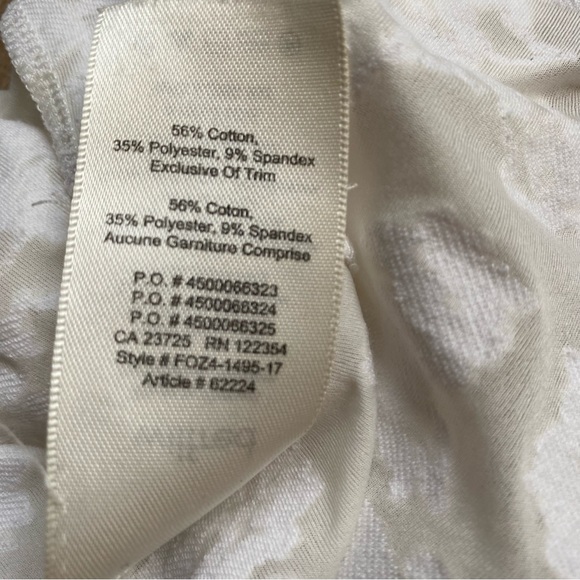 56% Cotton,
35% Polyester, 9% Spandex
Exclusive Of Trim
56% Coton,
35% Polyester, 9% Spandex
Aucune Garniture Comprise
P.O. # 4500066323
P.O. # 4500066324
P.O. # 4500066325
CA 23725 RN 122354
Style # FOZ4-1495-17
Article # 62224